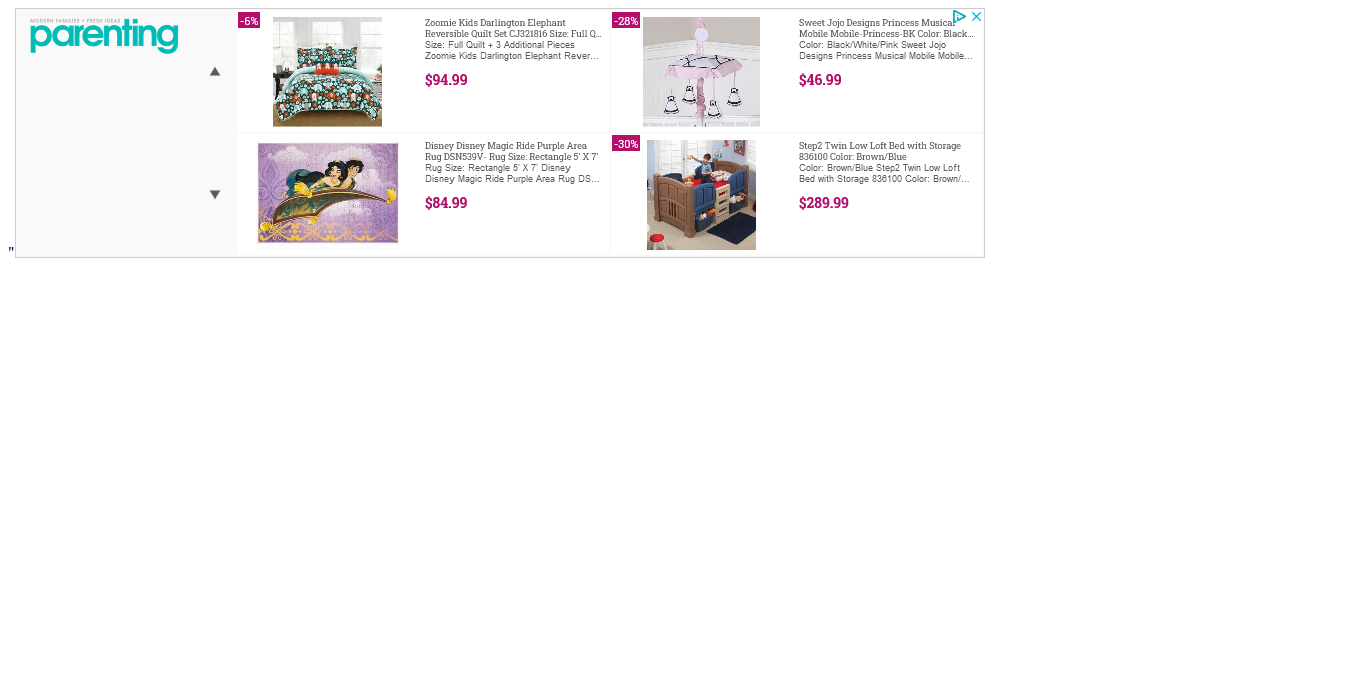 MODERN FAMILIES + FRESH IDEAS
parenting
-6%
Zoomie Kids Darlington Elephant
Reversible Quilt Set CJ321816 Size: Full Q...
Size: Full Quilt + 3 Additional Pieces
Zoomie Kids Darlington Elephant Rever...
$94.99
-28%
Sweet Jojo Designs Princess Musical
Mobile Mobile-Princess-BK Color: Black...
Color: Black/White/Pink Sweet Jojo
Designs Princess Musical Mobile Mobile...
$46.99
Disney Disney Magic Ride Purple Area
Rug DSN539V- Rug Size: Rectangle 5' X 7'
Rug Size: Rectangle 5' X 7' Disney
Disney Magic Ride Purple Area Rug DS...
$84.99
-30%
Step2 Twin Low Loft Bed with Storage
836100 Color: Brown/Blue
Color: Brown/Blue Step2 Twin Low Loft
Bed with Storage 836100 Color: Brown/...
$289.99
"